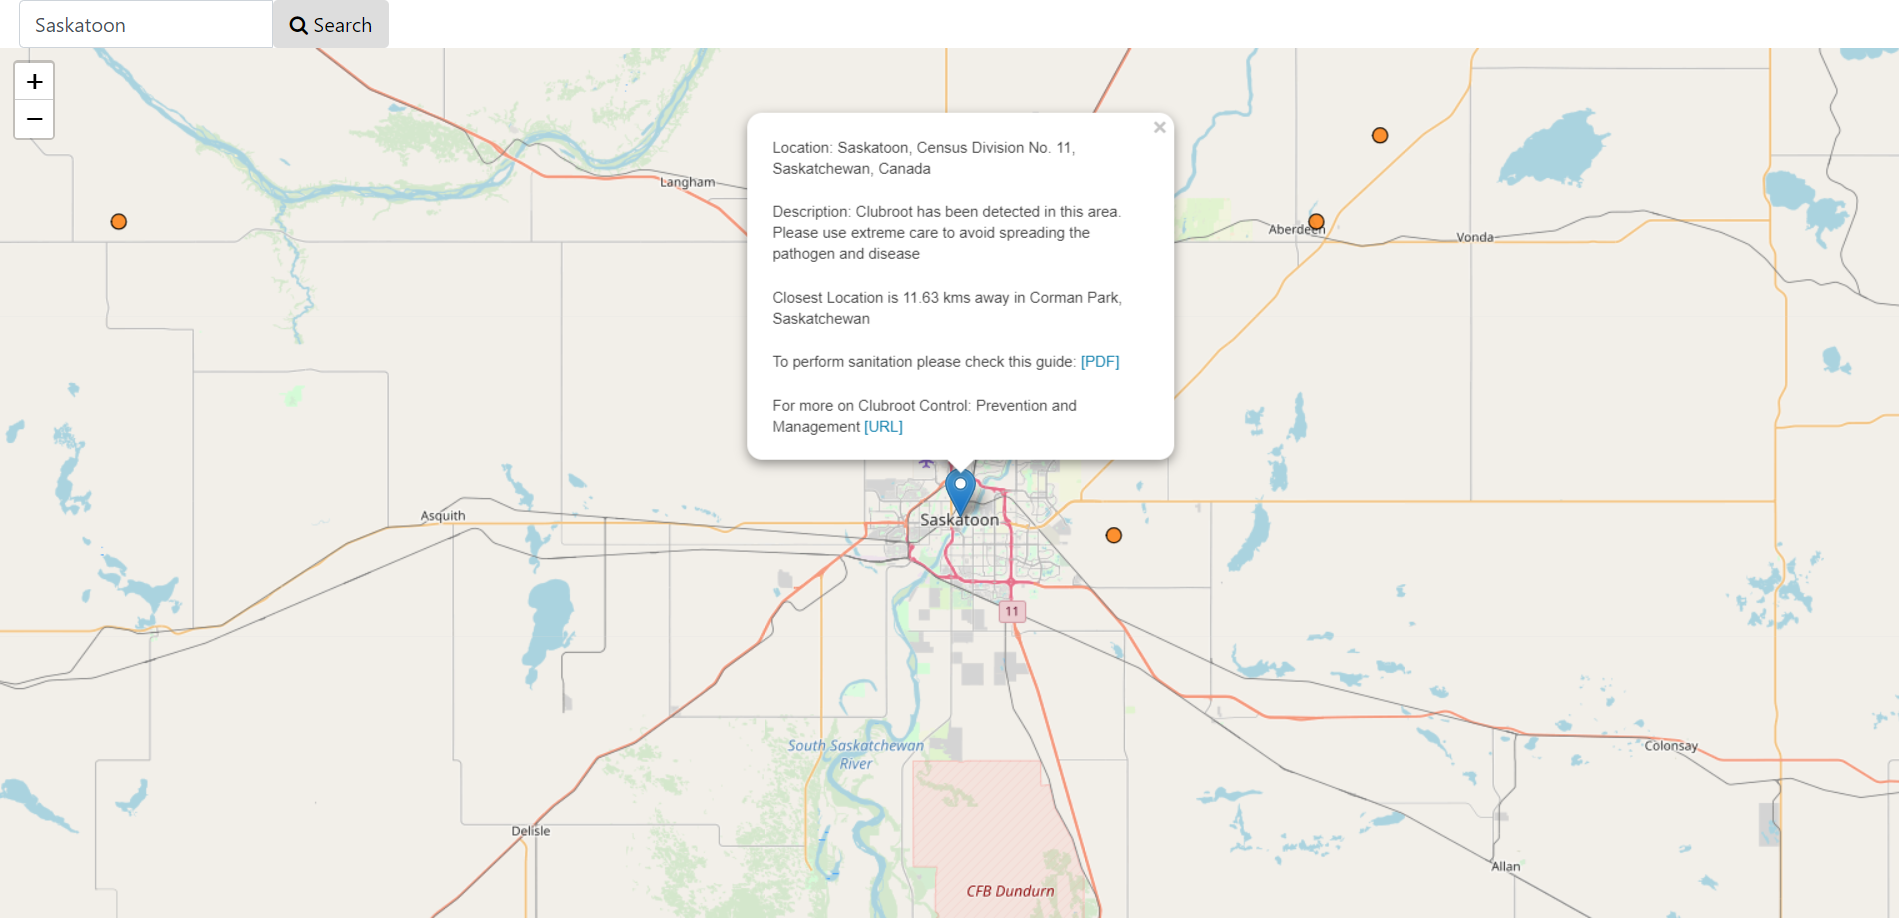 Saskatoon
Search
+
−
Location: Saskatoon, Census Division No. 11,
Saskatchewan, Canada
Description: Clubroot has been detected in this area.
Please use extreme care to avoid spreading the
pathogen and disease
Closest Location is 11.63 kms away in Corman Park,
Saskatchewan
To perform sanitation please check this guide: [PDF]
For more on Clubroot Control: Prevention and
Management [URL]
×
Langham
Aberdeen
Vonda
Asquith
Saskatoon
11
South Saskatchewan
River
Colonsay
Delisle
Allan
CFB Dundurn